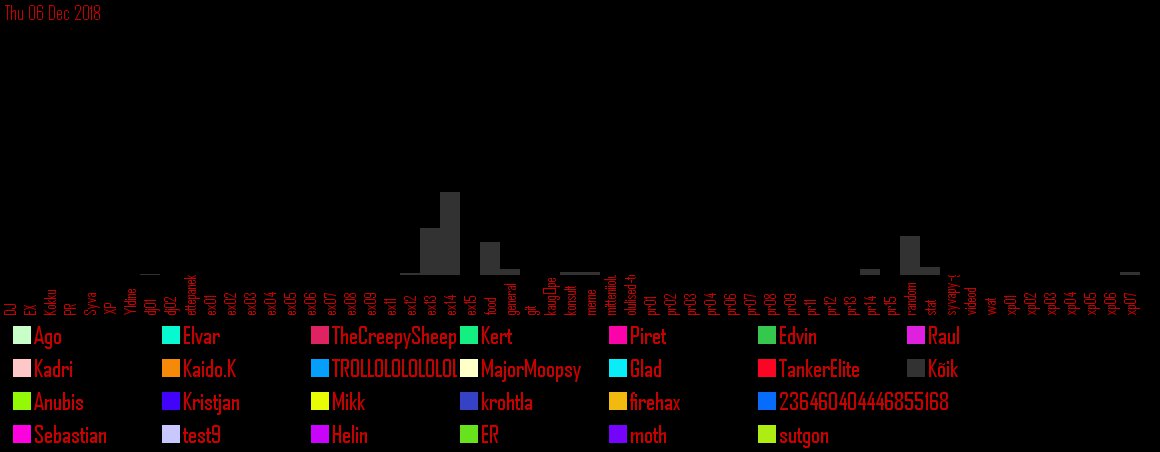 Thu 06 Dec 2018
DJ
EX
Kokku
PR
Syva
XP
Yldine
dj01
dj02
ettepanek
ex01
ex02
ex03
ex04
ex05
ex06
ex07
ex08
ex09
ex11
ex12
ex13
ex14
ex15
food
general
git
konsult
meme
pr01
pr02
pr03
pr04
pr06
pr07
pr08
pr09
pr11
pr12
pr13
pr14
pr15
random
stat
videod
wat
xp01
xp02
xp03
xp04
xp05
xp06
xp07
Ago Elvar TheCreepySheep Kert Piret Edvin Raul
Kadri Kaido.K TROLLOLOLOLOLOL MajorMoopsy Glad TankerElite Kõik
Anubis Kristjan Mikk krohtla firehax 236460404446855168
Sebastian test9 Helin ER moth sutgon